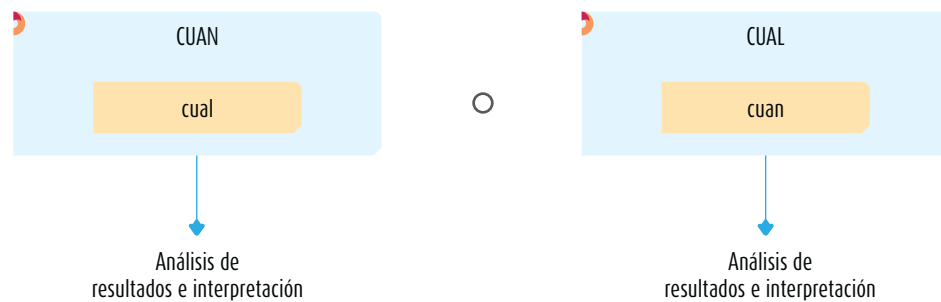 CUAN
cual
Análisis de
resultados e interpretación
O
CUAL
cuan
Análisis de
resultados e interpretación